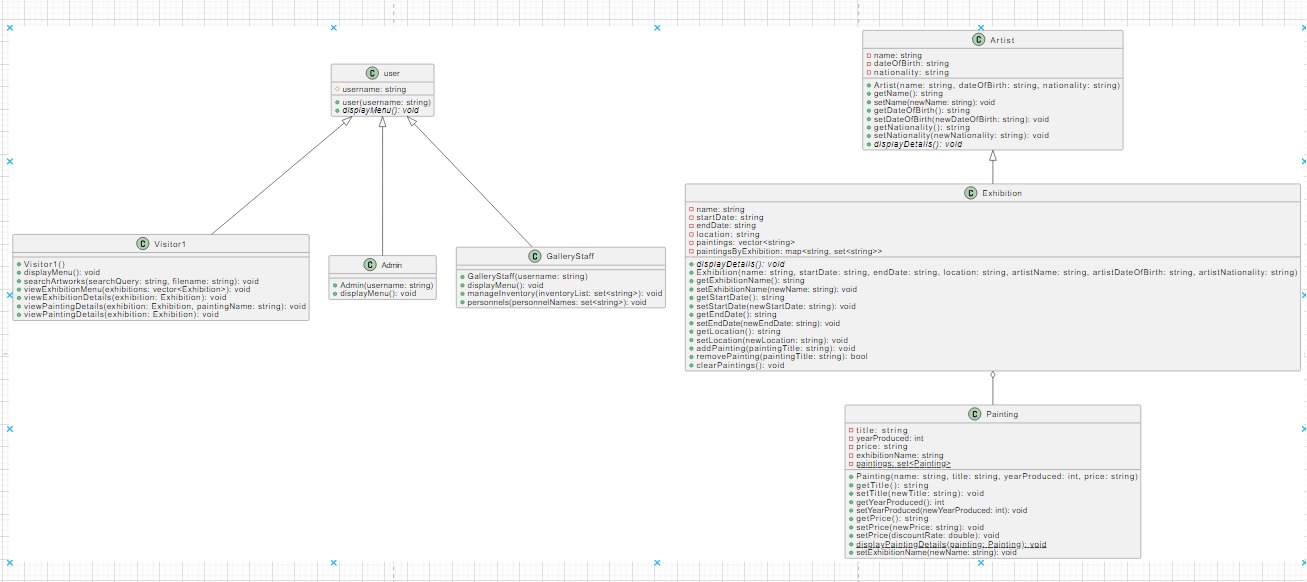 C user
username: string
user(username: string)
displayMenu(): void
C Visitor1
Visitor1()
displayMenu(): void
searchArtworks(searchQuery: string, filename: string): void
viewExhibitionMenu(exhibitions: vector<Exhibition>): void
viewExhibitionDetails(exhibition: Exhibition): void
viewPaintingDetails(exhibition: Exhibition, paintingName: string): void
viewPaintingDetails(exhibition: Exhibition): void
C Admin
Admin(username: string)
displayMenu(): void
C GalleryStaff
GalleryStaff(username: string)
displayMenu(): void
manageInventory(inventoryList: set<string>): void
personnels(personnelNames: set<string>): void
C Artist
name: string
dateOfBirth: string
nationality: string
Artist(name: string, dateOfBirth: string, nationality: string)
getName(): string
setName(newName: string): void
getDateOfBirth(): string
setDateOfBirth(newDateOfBirth: string): void
getNationality(): string
setNationality(newNationality: string): void
displayDetails(): void
C Exhibition
name: string
startDate: string
endDate: string
location: string
paintings: vector<string>
paintingsByExhibition: map<string, set<string>>
displayDetails(): void
Exhibition(name: string, startDate: string, endDate: string, location: string, artistName: string, artistDateOfBirth: string, artistNationality: string)
getExhibitionName(): string
setExhibitionName(newName: string): void
getStartDate(): string
setStartDate(newStartDate: string): void
getEndDate(): string
setEndDate(newEndDate: string): void
getLocation(): string
setLocation(newLocation: string): void
addPainting(paintingTitle: string): void
removePainting(paintingTitle: string): bool
clearPaintings(): void
C Painting
title: string
yearProduced: int
price: string
exhibitionName: string
paintings: set<Painting>
Painting(name: string, title: string, yearProduced: int, price: string)
getTitle(): string
setTitle(newTitle: string): void
getYearProduced(): int
setYearProduced(newYearProduced: int): void
getPrice(): string
setPrice(newPrice: string): void
setPrice(discountRate: double): void
displayPaintingDetails(painting: Painting): void
setExhibitionName(newName: string): void